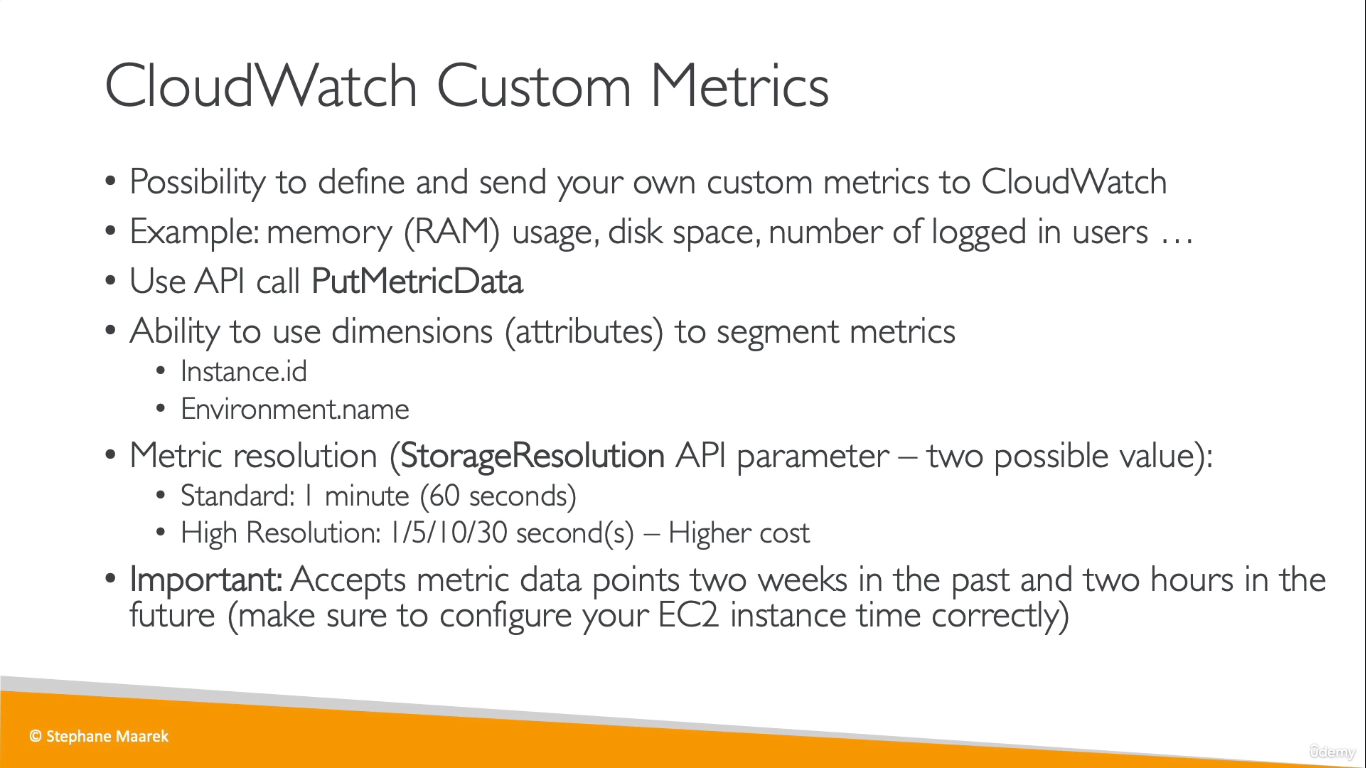 CloudWatch Custom Metrics
• Possibility to define and send your own custom metrics to CloudWatch
• Example: memory (RAM) usage, disk space, number of logged in users …
• Use API call PutMetricData
• Ability to use dimensions (attributes) to segment metrics
• Instance.id
• Environment.name
• Metric resolution (StorageResolution API parameter – two possible value):
• Standard: 1 minute (60 seconds)
• High Resolution: 1/5/10/30 second(s) – Higher cost
• Important: Accepts metric data points two weeks in the past and two hours in the
future (make sure to configure your EC2 instance time correctly)
© Stephane Maarek
ûdemy